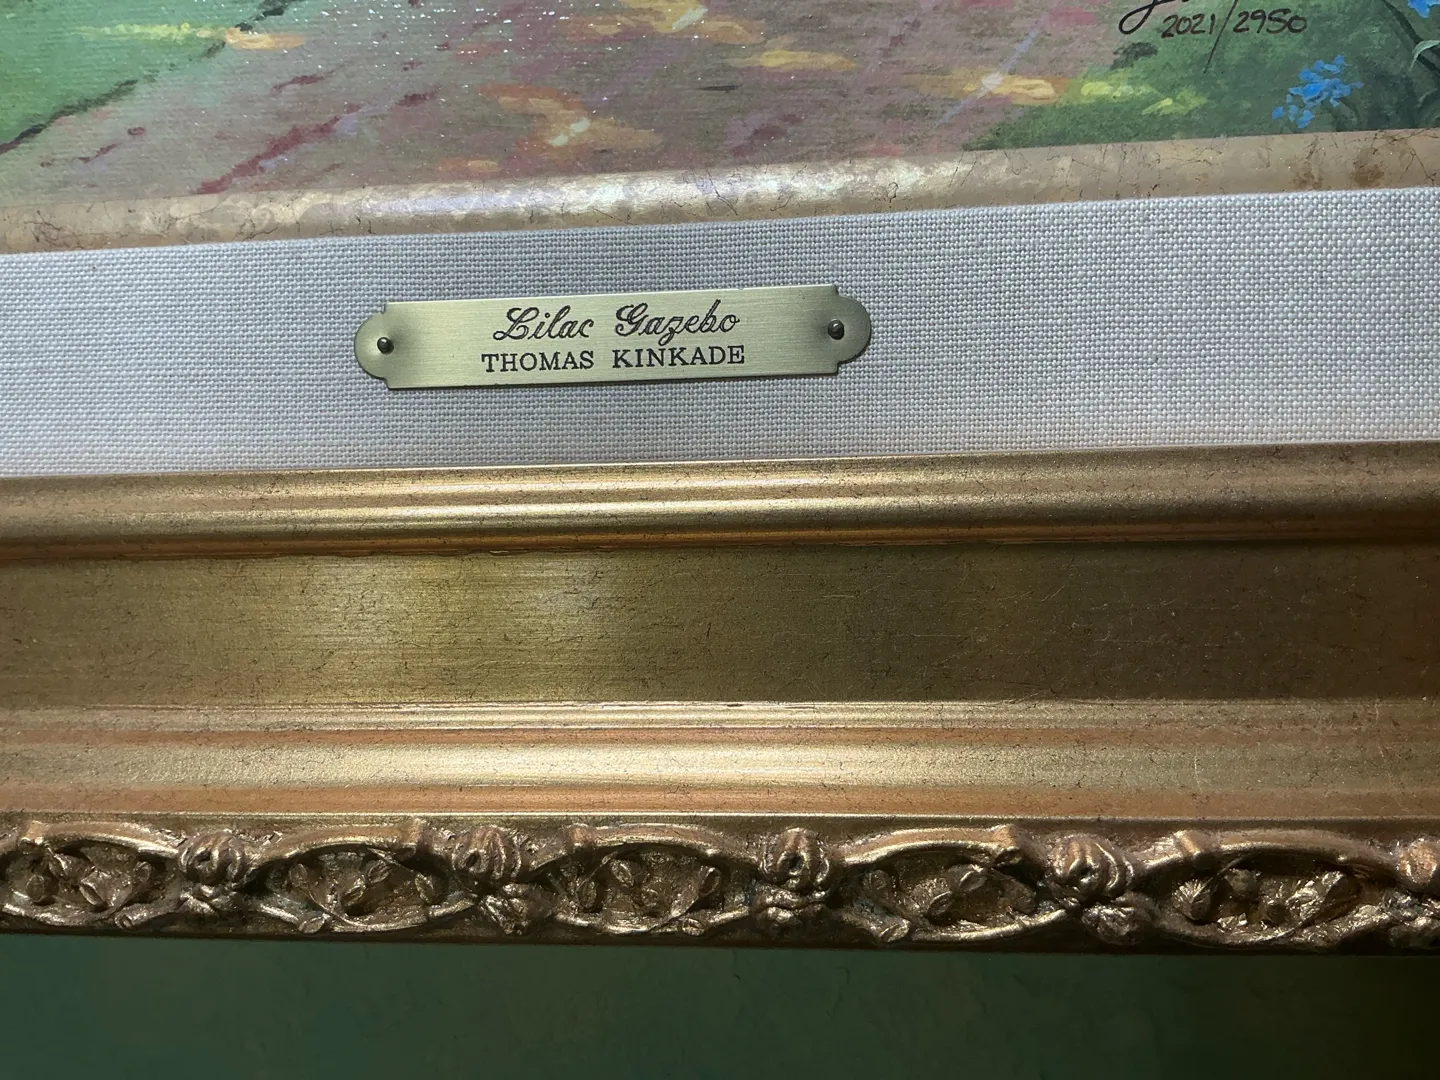 2021/2950
Lilac Gazebo
THOMAS KINKADE